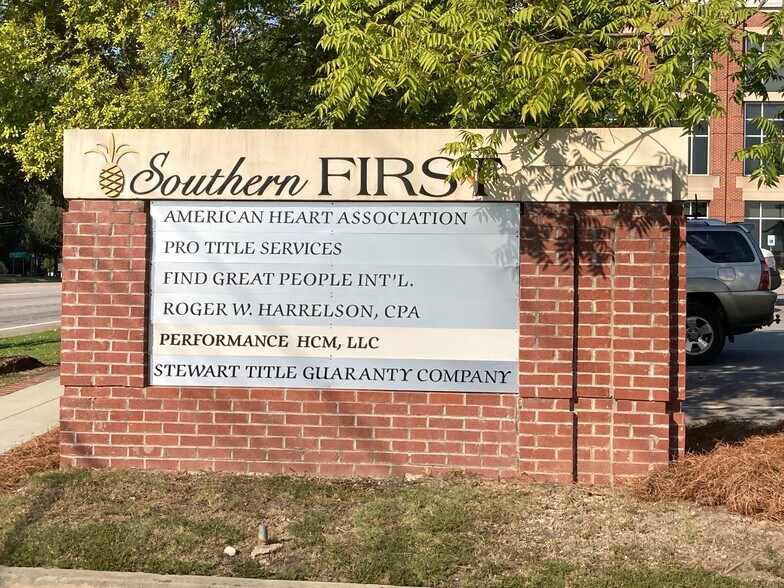 Southern FIRST
AMERICAN HEART ASSOCIATION
PRO TITLE SERVICES
FIND GREAT PEOPLE INT'L.
ROGER W. HARRELSON, CPA
PERFORMANCE HCM, LLC
STEWART TITLE GUARANTY COMPANY